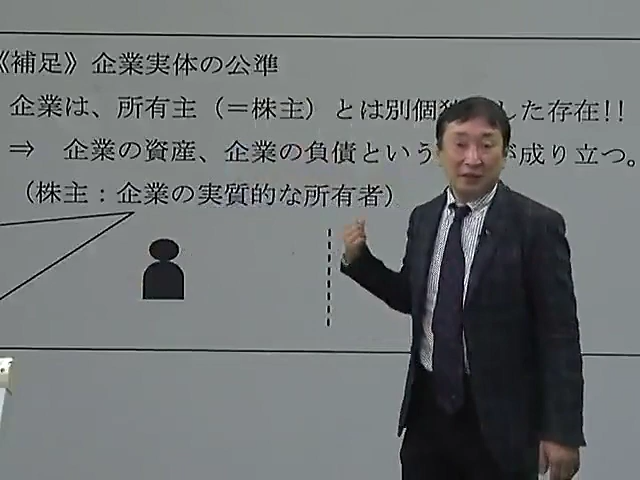 《補足》企業実体の公準
企業は、所有主（＝株主）とは別個 した存在!!
⇒ 企業の資産、企業の負債という が成り立つ。
（株主：企業の実質的な所有者）